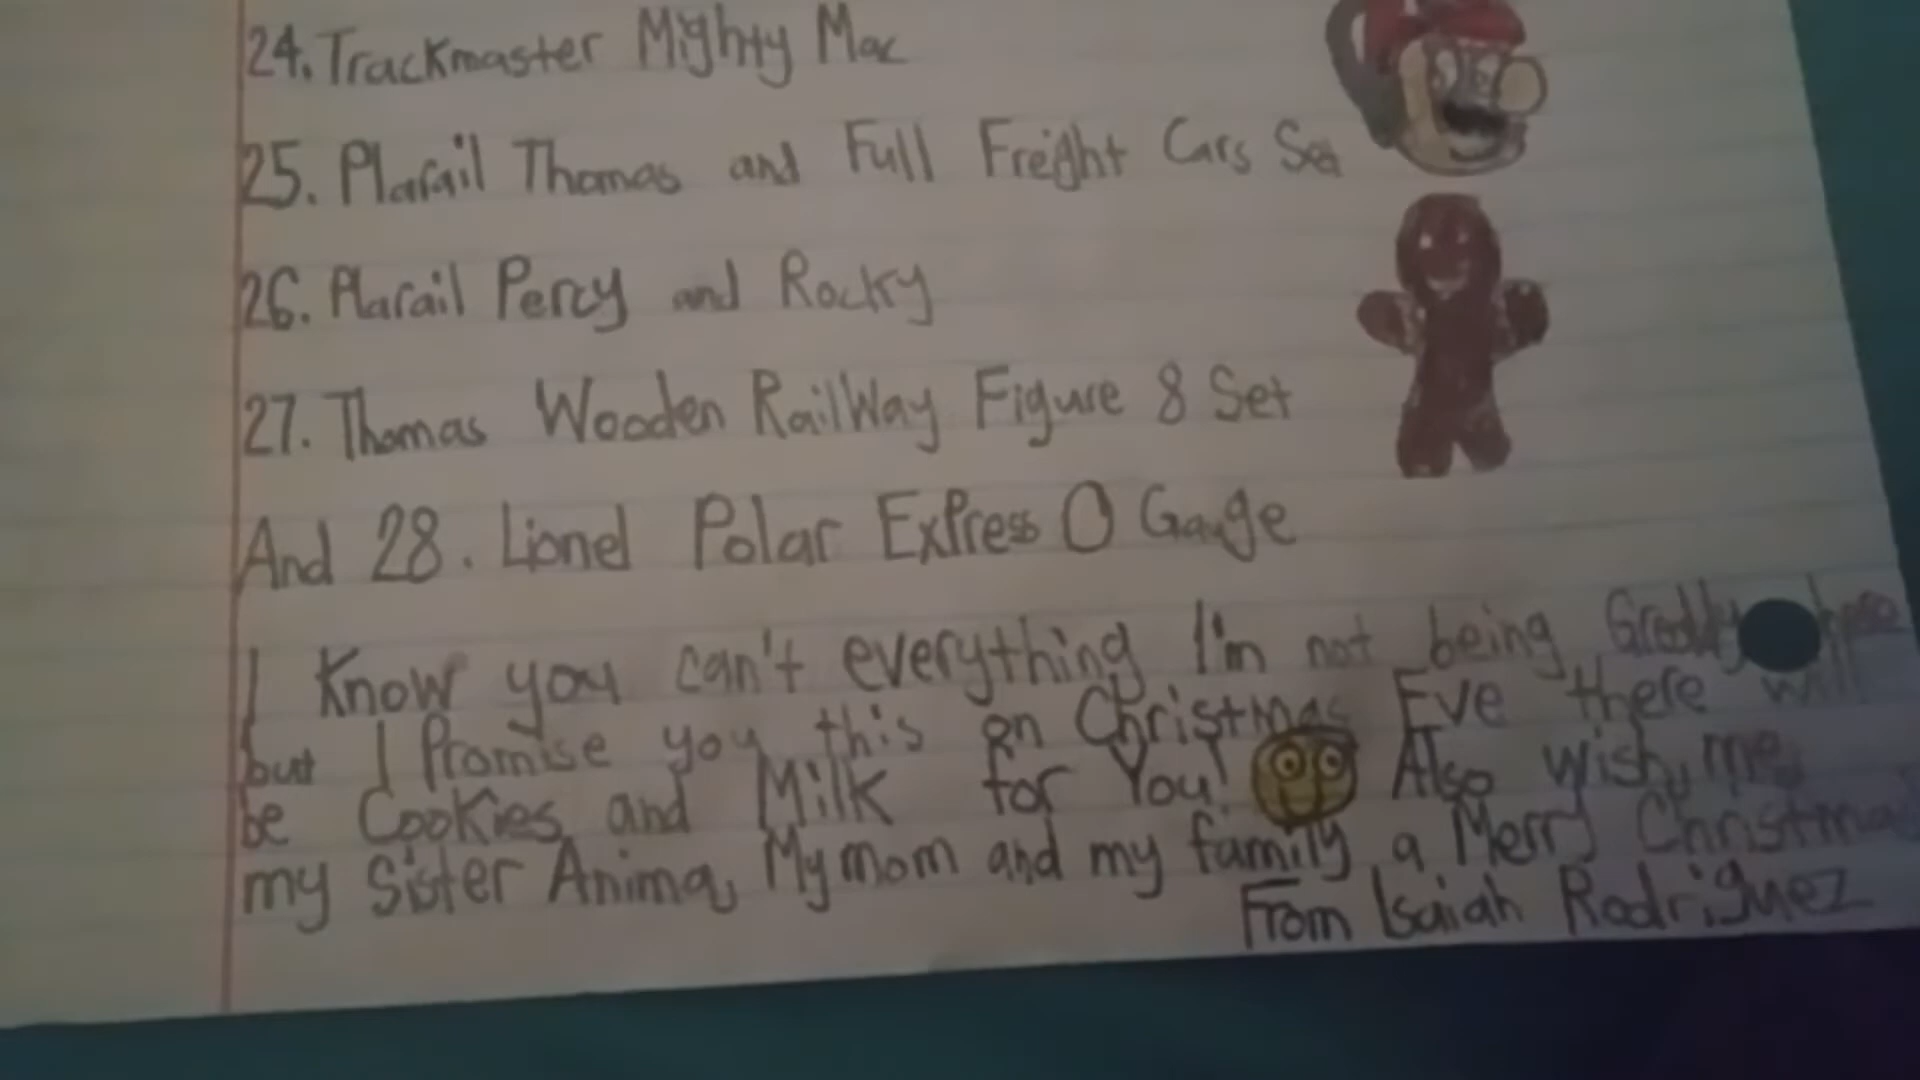 24. Trackmaster Mighty Mac
25. Plarail Thomas and Full Freight Cars Set
26. Plarail Percy and Rocky
27. Thomas Wooden RailWay Figure 8 Set
And 28. Lionel Polar Express O Gauge
I Know you can't everything I'm not being Greddy here
but I Promise you this on Christmas Eve there will
be Cookies and Milk for You! Also wish, me,
my Sister Anima, My mom and my family a Merry Christmas
From Isaiah Rodriguez